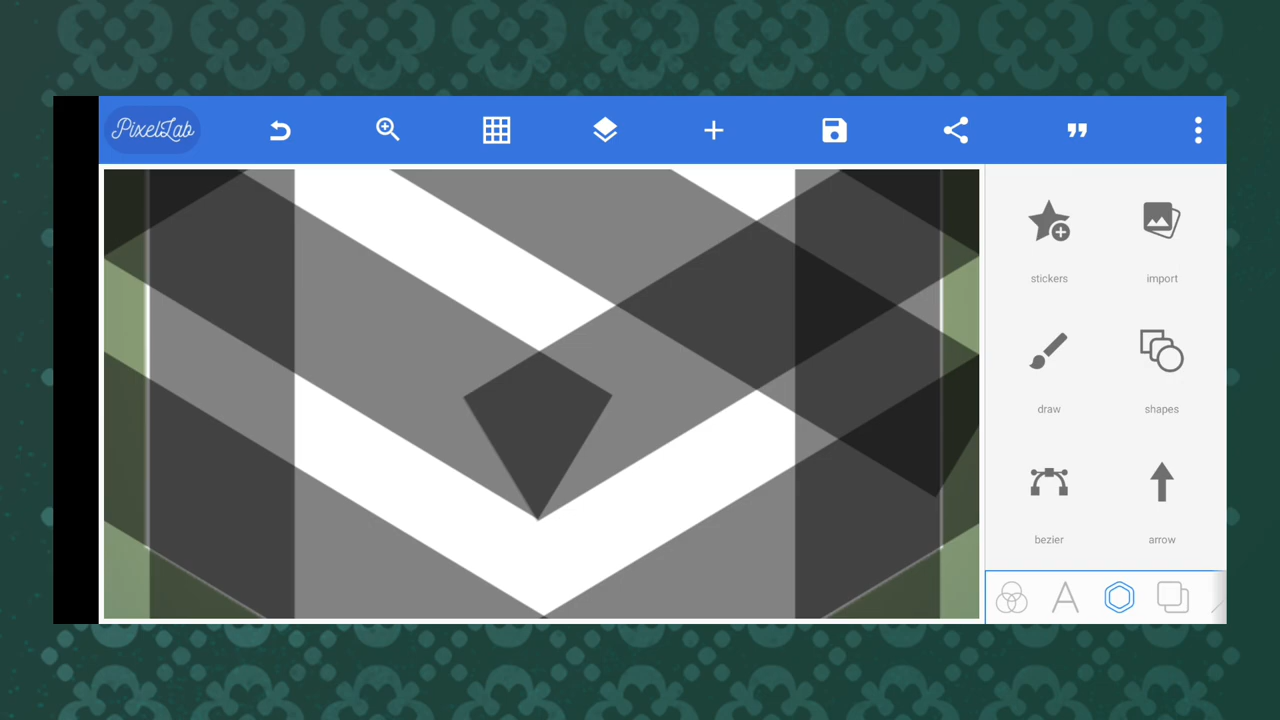 PixelLab
stickers
import
draw
shapes
bezier
arrow